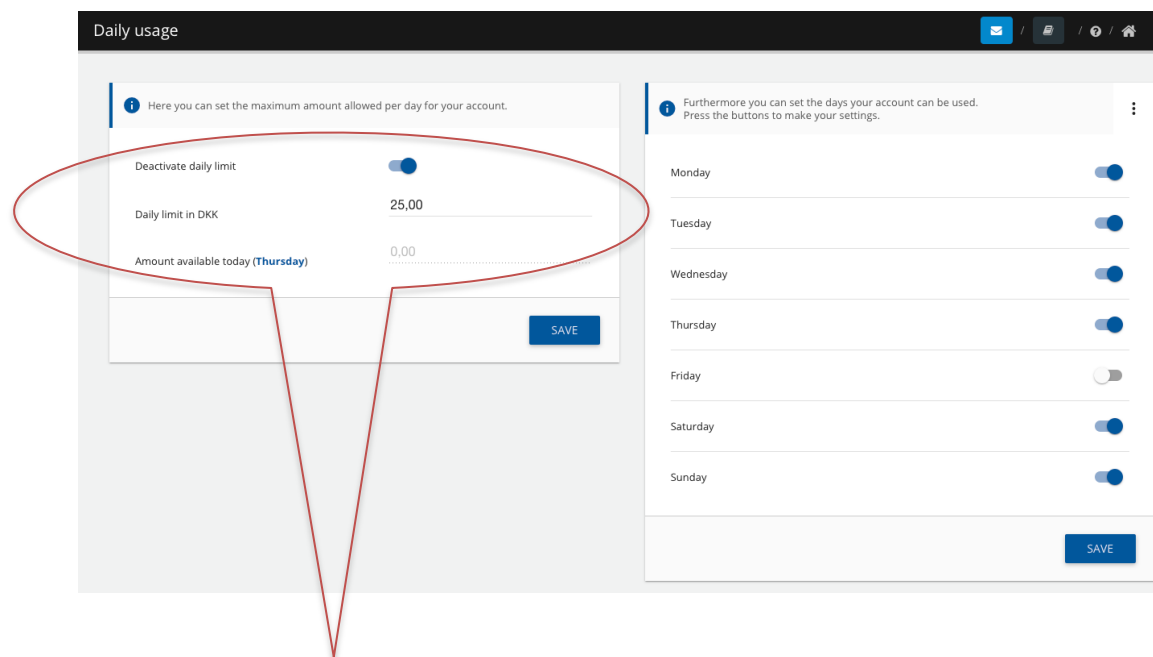 Daily usage
/ / /
Here you can set the maximum amount allowed per day for your account.
Deactivate daily limit
Daily limit in DKK
25,00
Amount available today (Thursday)
0,00
SAVE
Furthermore you can set the days your account can be used.
Press the buttons to make your settings.
Monday
Tuesday
Wednesday
Thursday
Friday
Saturday
Sunday
SAVE